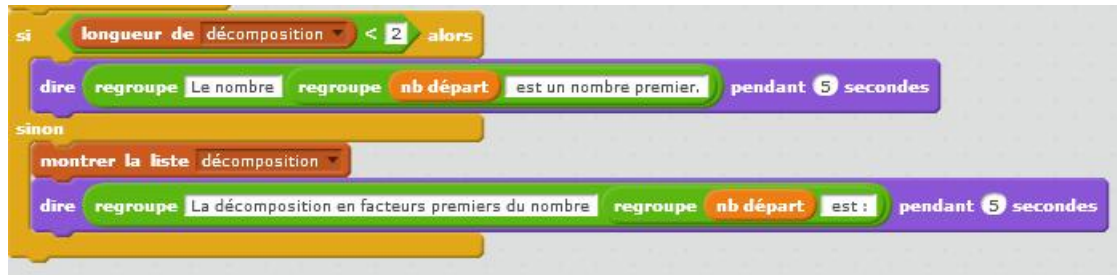 si longueur de décomposition < 2 alors
dire regroupe Le nombre regroupe nb départ est un nombre premier. pendant 5 secondes
sinon
montrer la liste décomposition
dire regroupe La décomposition en facteurs premiers du nombre regroupe nb départ est : pendant 5 secondes